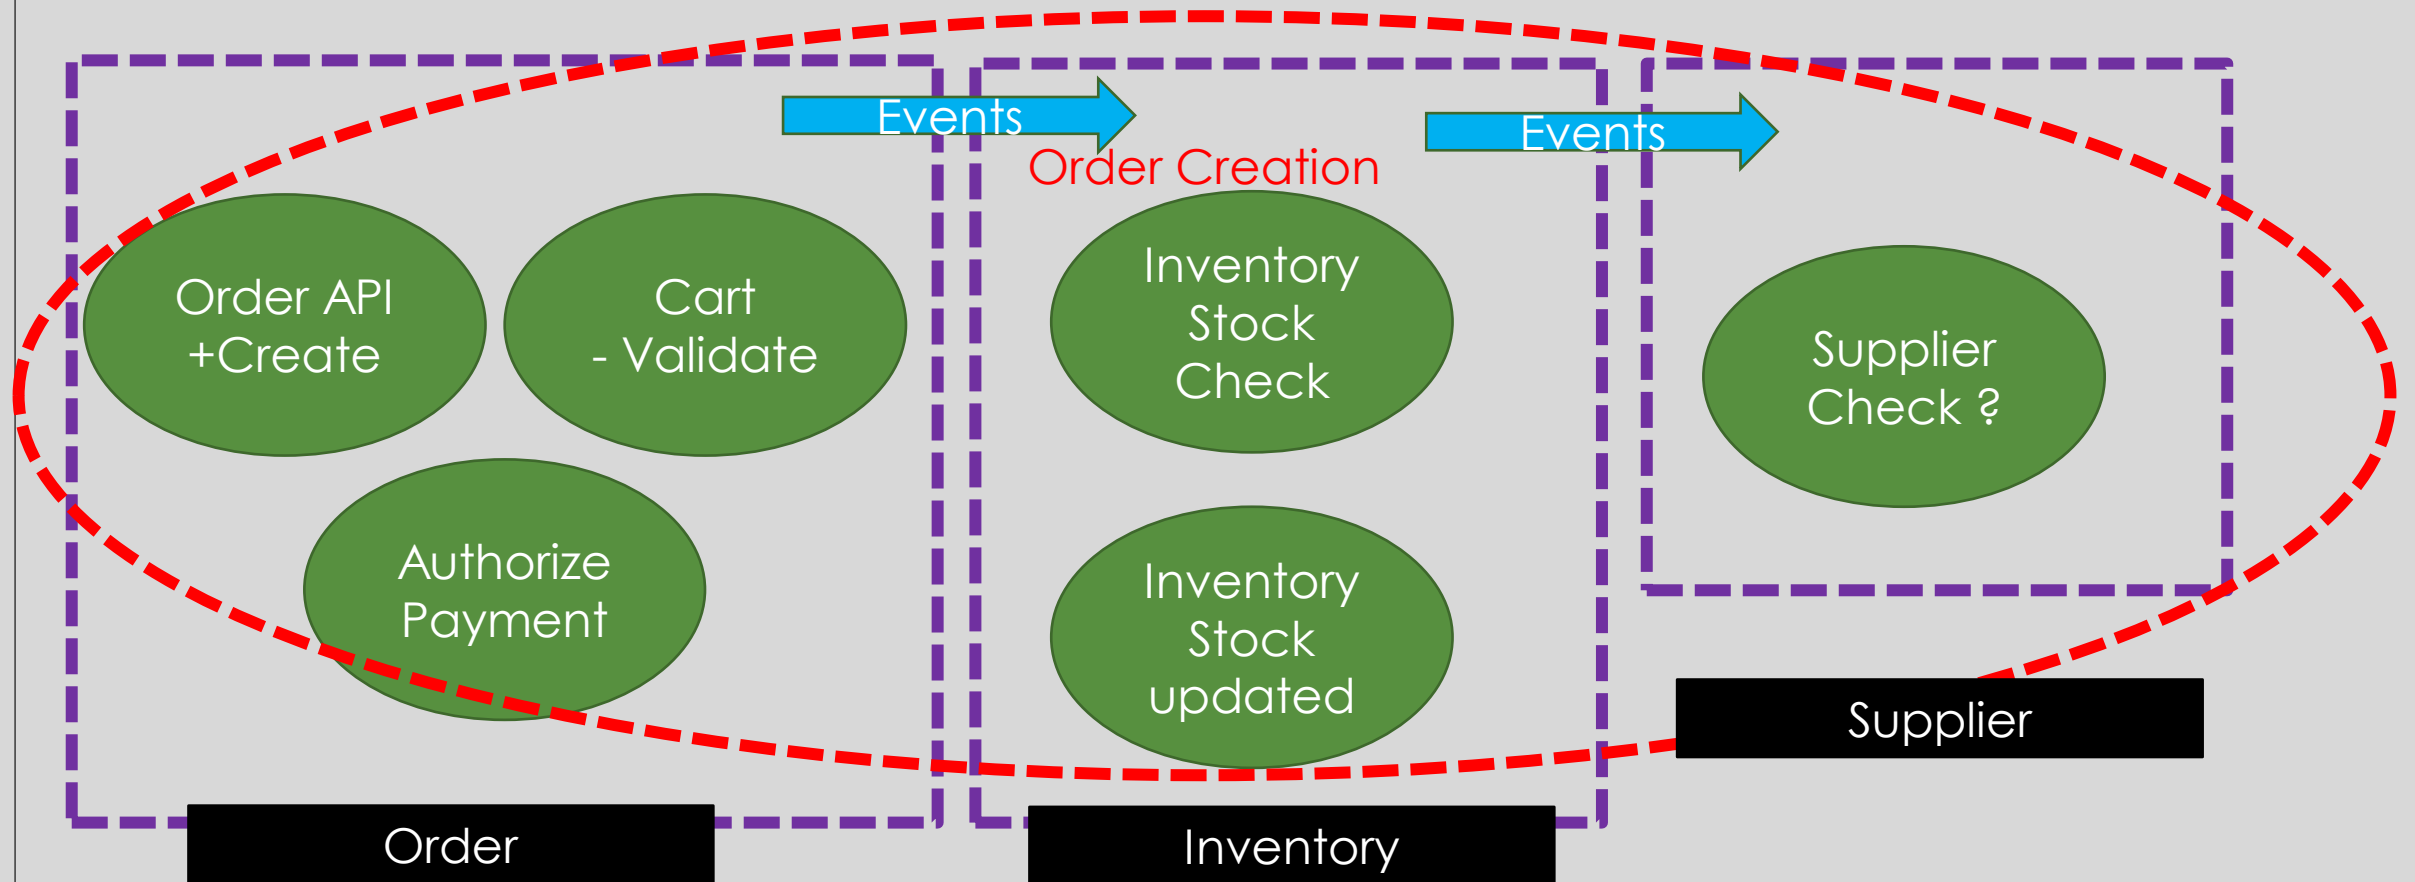 Events
Events
Order Creation
Order API
+Create
Cart
- Validate
Inventory
Stock
Check
Supplier
Check ?
Authorize
Payment
Inventory
Stock
updated
Supplier
Order
Inventory